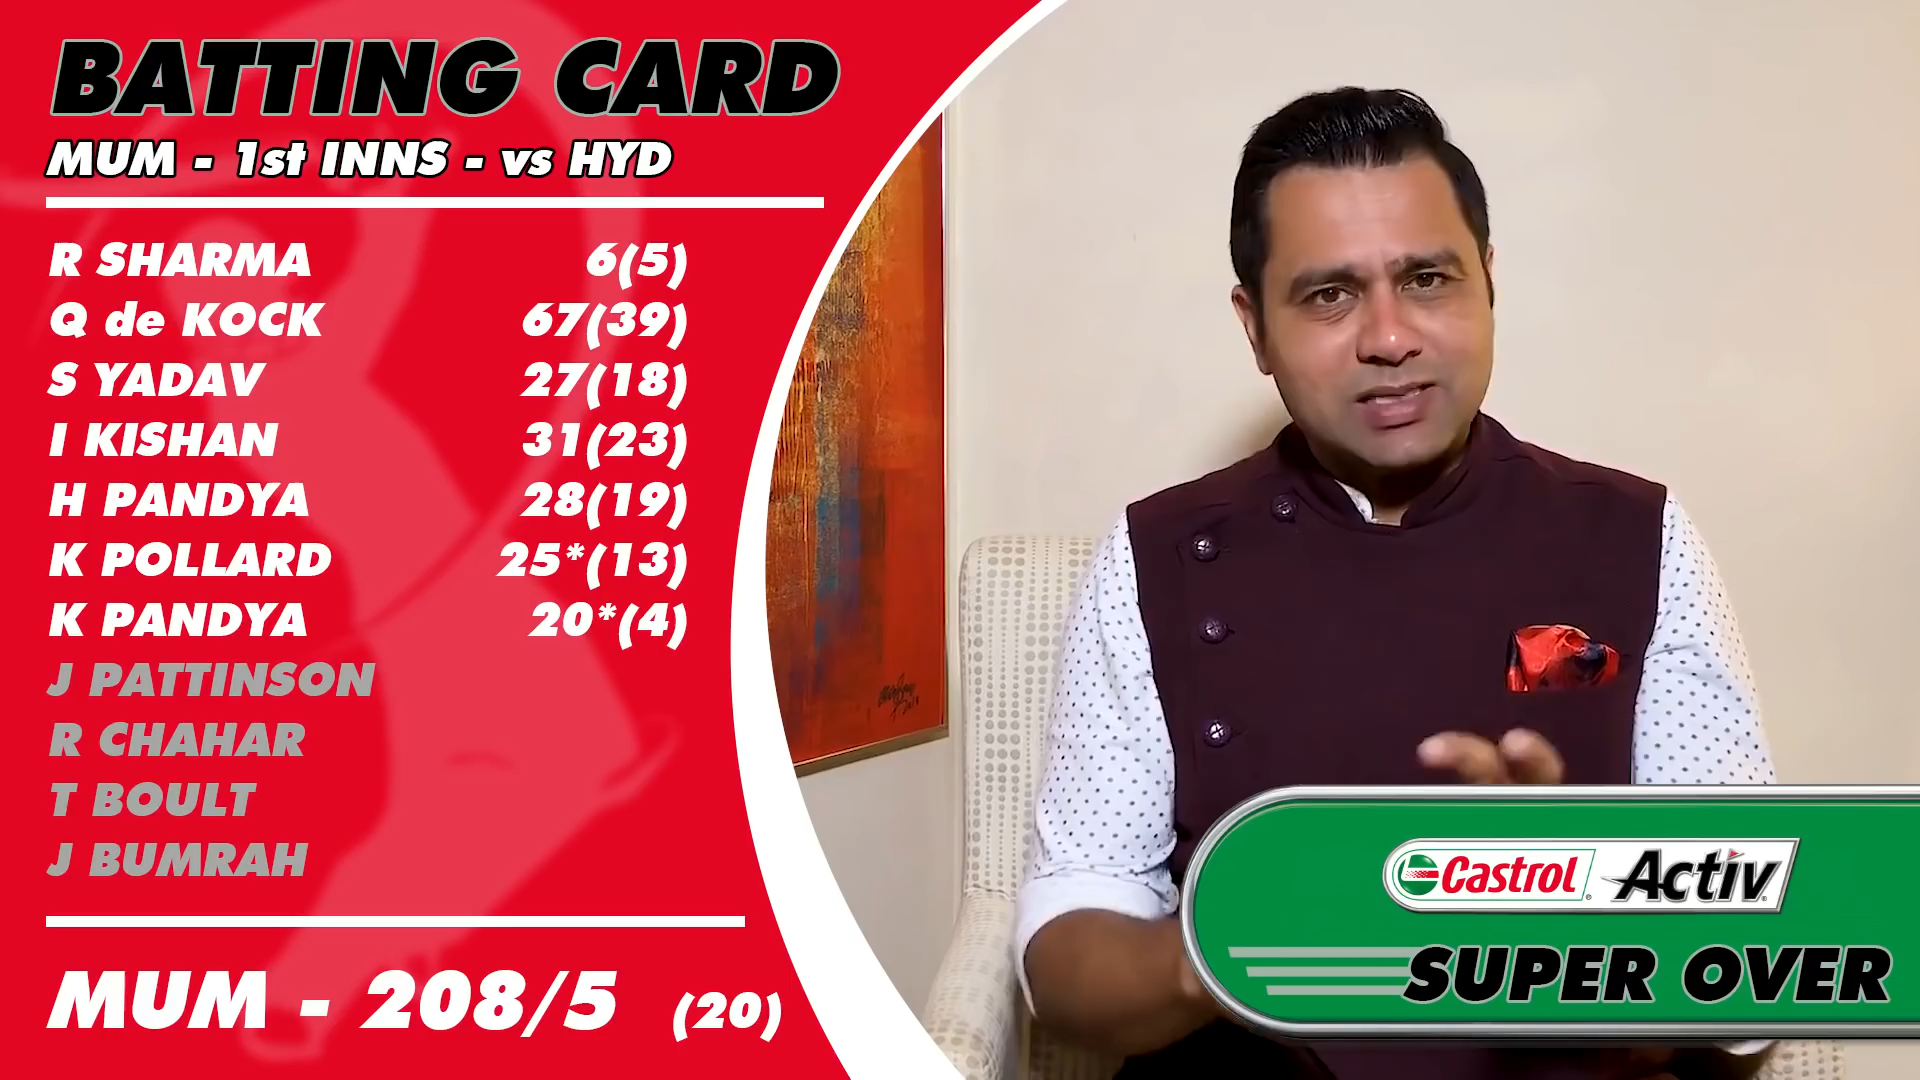 BATTING CARD
MUM - 1st INNS - vs HYD
R SHARMA 6(5)
Q de KOCK 67(39)
S YADAV 27(18)
I KISHAN 31(23)
H PANDYA 28(19)
K POLLARD 25*(13)
K PANDYA 20*(4)
J PATTINSON
R CHAHAR
T BOULT
J BUMRAH
MUM - 208/5 (20)
Castrol Activ
SUPER OVER